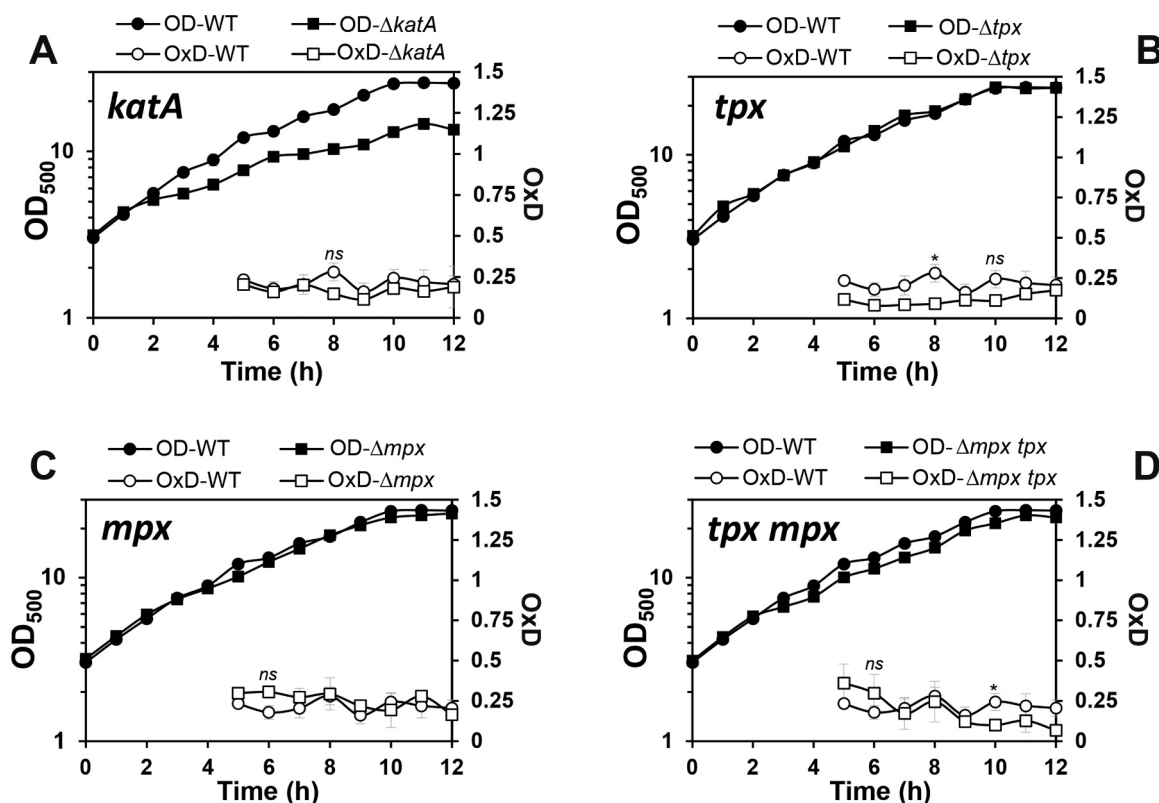 A
OD-WT OD-ΔkatA
OxD-WT OxD-ΔkatA
katA
OD500
10
1
1.5
1.25
1
0.75
0.5
0.25
0
OxD
ns
0 2 4 6 8 10 12
Time (h)
B
OD-WT OD-Δtpx
OxD-WT OxD-Δtpx
tpx
OD500
10
1
1.5
1.25
1
0.75
0.5
0.25
0
OxD
* ns
0 2 4 6 8 10 12
Time (h)
C
OD-WT OD-Δmpx
OxD-WT OxD-Δmpx
mpx
OD500
10
1
1.5
1.25
1
0.75
0.5
0.25
0
OxD
ns
0 2 4 6 8 10 12
Time (h)
D
OD-WT OD-Δmpx tpx
OxD-WT OxD-Δmpx tpx
tpx mpx
OD500
10
1
1.5
1.25
1
0.75
0.5
0.25
0
OxD
ns *
0 2 4 6 8 10 12
Time (h)